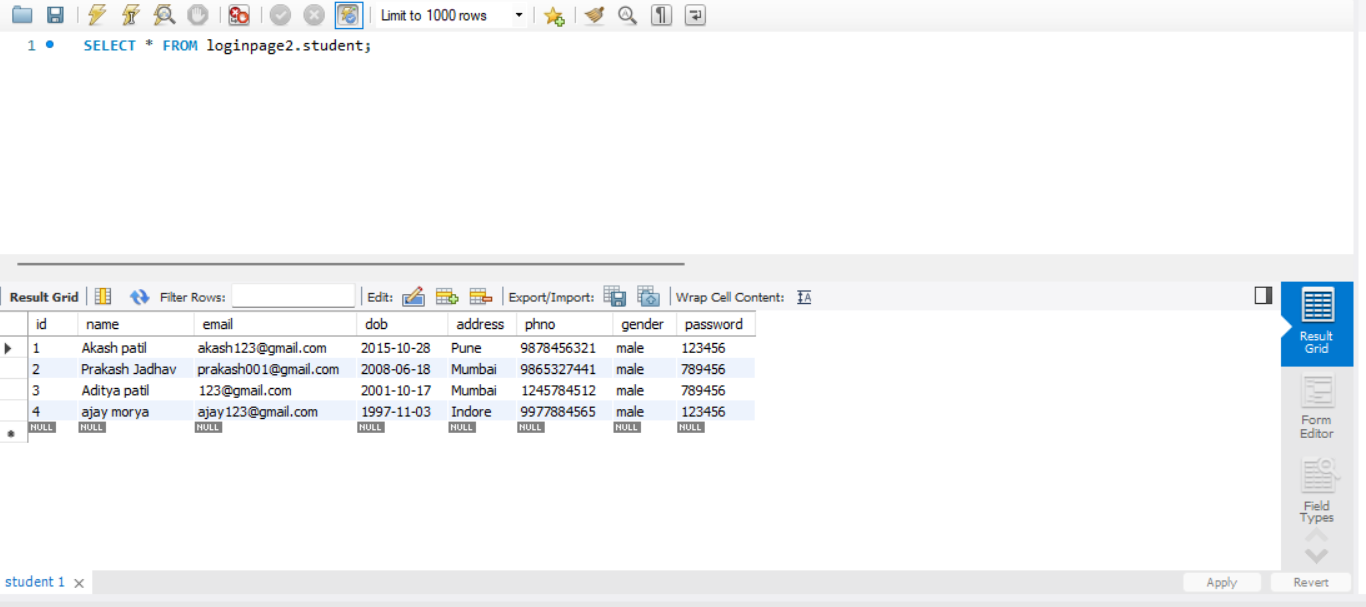 Limit to 1000 rows
1 SELECT * FROM loginpage2.student;
Result Grid Filter Rows: Edit: Export/Import: Wrap Cell Content: IA
id name email dob address phno gender password
1 Akash patil akash123@gmail.com 2015-10-28 Pune 9878456321 male 123456
2 Prakash Jadhav prakash001@gmail.com 2008-06-18 Mumbai 9865327441 male 789456
3 Aditya patil 123@gmail.com 2001-10-17 Mumbai 1245784512 male 789456
4 ajay morya ajay123@gmail.com 1997-11-03 Indore 9977884565 male 123456
NULL NULL NULL NULL NULL NULL NULL NULL
Result
Grid
Form
Editor
Field
Types
student 1
Apply Revert